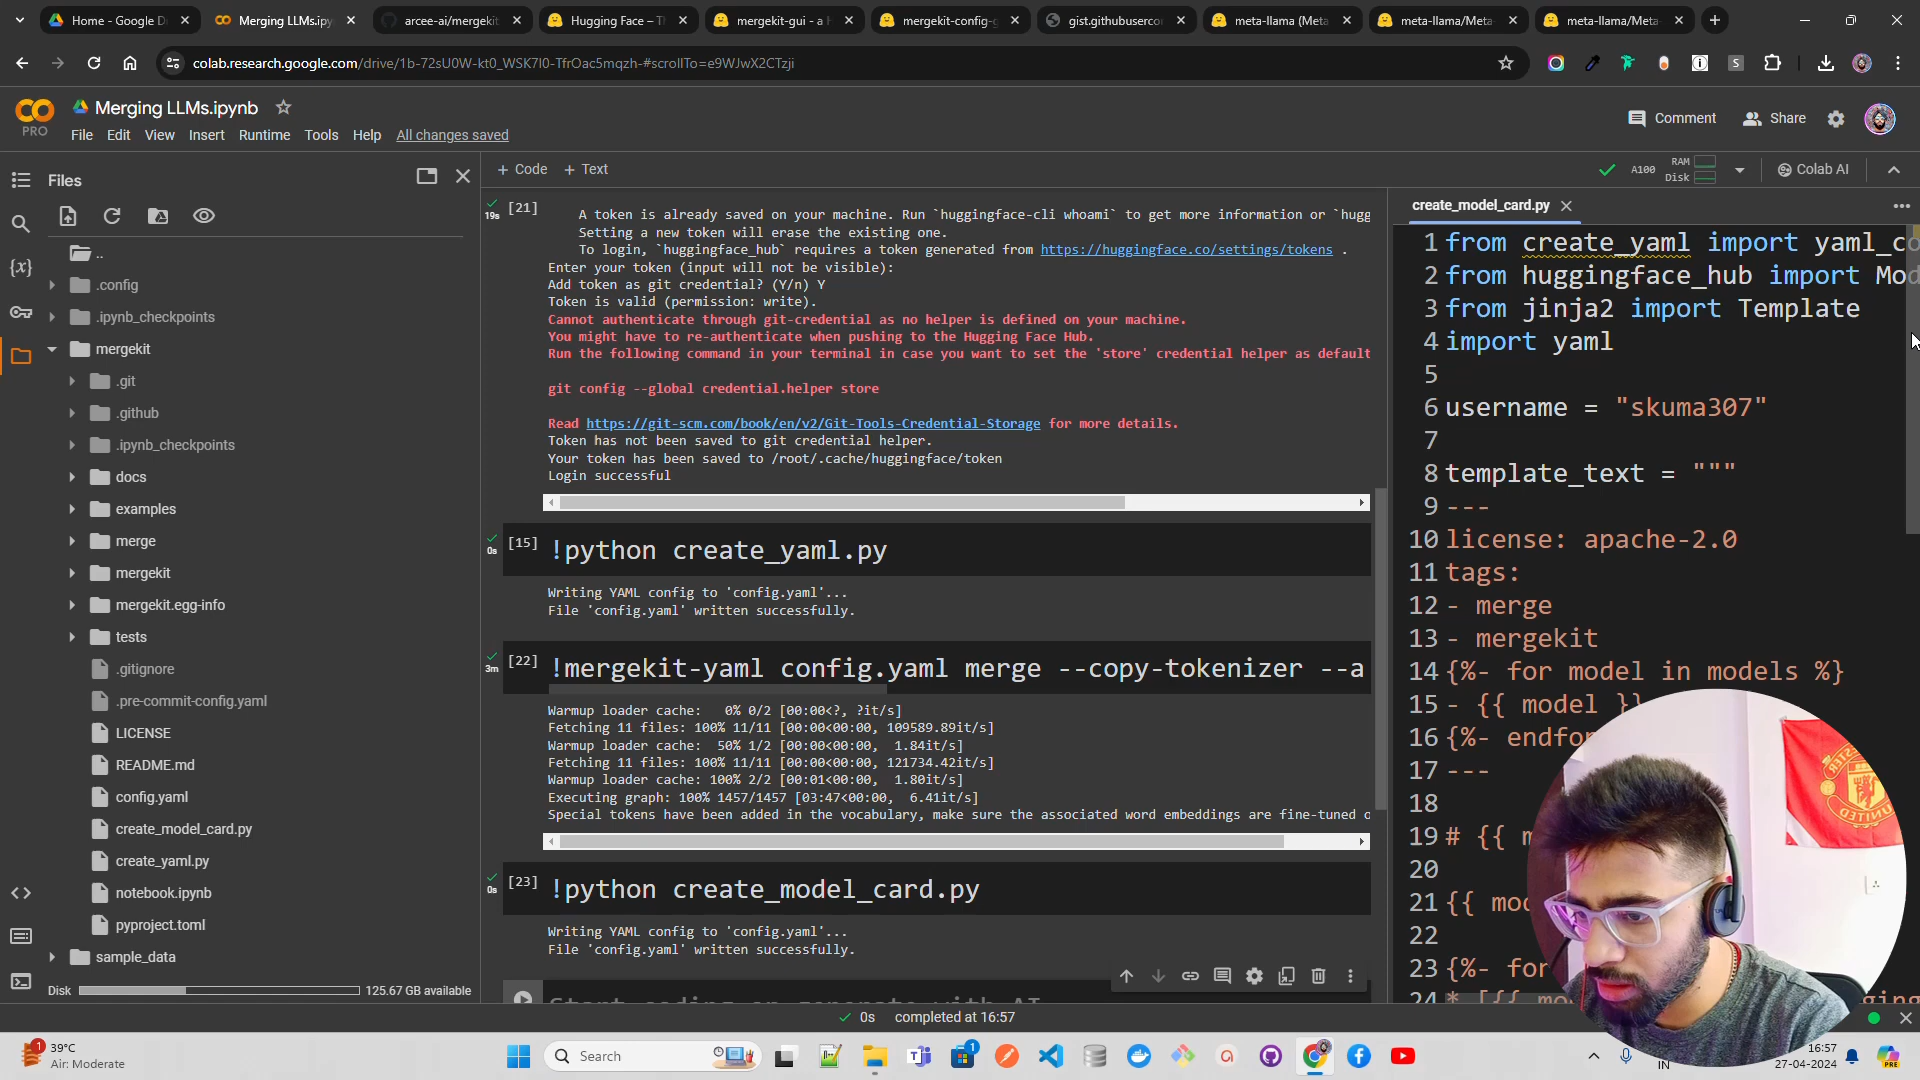 Home - Google D
Merging LLMs.ipy
arcee-ai/mergekit
Hugging Face – Th
mergekit-gui - a H
mergekit-config-g
gist.githubuserco
meta-llama (Meta
meta-llama/Meta-
meta-llama/Meta-
colab.research.google.com/drive/1b-72sU0W-kt0_WSK7I0-TfrOac5mqzh-#scrollTo=e9WJwX2CTzji
PRO
Merging LLMs.ipynb
File Edit View Insert Runtime Tools Help All changes saved
Comment
Share
Files
+ Code + Text
A100
RAM
Disk
Colab AI
..
.config
.ipynb_checkpoints
mergekit
.git
.github
.ipynb_checkpoints
docs
examples
merge
mergekit
mergekit.egg-info
tests
.gitignore
.pre-commit-config.yaml
LICENSE
README.md
config.yaml
create_model_card.py
create_yaml.py
notebook.ipynb
pyproject.toml
sample_data
Disk 125.67 GB available
19s
[21]
A token is already saved on your machine. Run `huggingface-cli whoami` to get more information or `hugg
Setting a new token will erase the existing one.
To login, `huggingface_hub` requires a token generated from https://huggingface.co/settings/tokens .
Enter your token (input will not be visible):
Add token as git credential? (Y/n) Y
Token is valid (permission: write).
Cannot authenticate through git-credential as no helper is defined on your machine.
You might have to re-authenticate when pushing to the Hugging Face Hub.
Run the following command in your terminal in case you want to set the 'store' credential helper as default
git config --global credential.helper store
Read https://git-scm.com/book/en/v2/Git-Tools-Credential-Storage for more details.
Token has not been saved to git credential helper.
Your token has been saved to /root/.cache/huggingface/token
Login successful
0s
[15] !python create_yaml.py
Writing YAML config to 'config.yaml'...
File 'config.yaml' written successfully.
3m
[22] !mergekit-yaml config.yaml merge --copy-tokenizer --a
Warmup loader cache:   0% 0/2 [00:00<?, ?it/s]
Fetching 11 files: 100% 11/11 [00:00<00:00, 109589.89it/s]
Warmup loader cache:  50% 1/2 [00:00<00:00,  1.84it/s]
Fetching 11 files: 100% 11/11 [00:00<00:00, 121734.42it/s]
Warmup loader cache: 100% 2/2 [00:01<00:00,  1.80it/s]
Executing graph: 100% 1457/1457 [03:47<00:00,  6.41it/s]
Special tokens have been added in the vocabulary, make sure the associated word embeddings are fine-tuned o
0s
[23] !python create_model_card.py
Writing YAML config to 'config.yaml'...
File 'config.yaml' written successfully.
Start coding or generate with AI
create_model_card.py
1 from create_yaml import yaml_co
2 from huggingface_hub import Mod
3 from jinja2 import Template
4 import yaml
5
6 username = "skuma307"
7
8 template_text = """
9 ---
10 license: apache-2.0
11 tags:
12 - merge
13 - mergekit
14 {%- for model in models %}
15 - {{ model }}
16 {%- endfor
17 ---
18
19 # {{ m
20
21 {{ mod
22
23 {%- for
24 * [{{ mo
0s completed at 16:57
39°C
Air: Moderate
Search
IN
16:57
27-04-2024